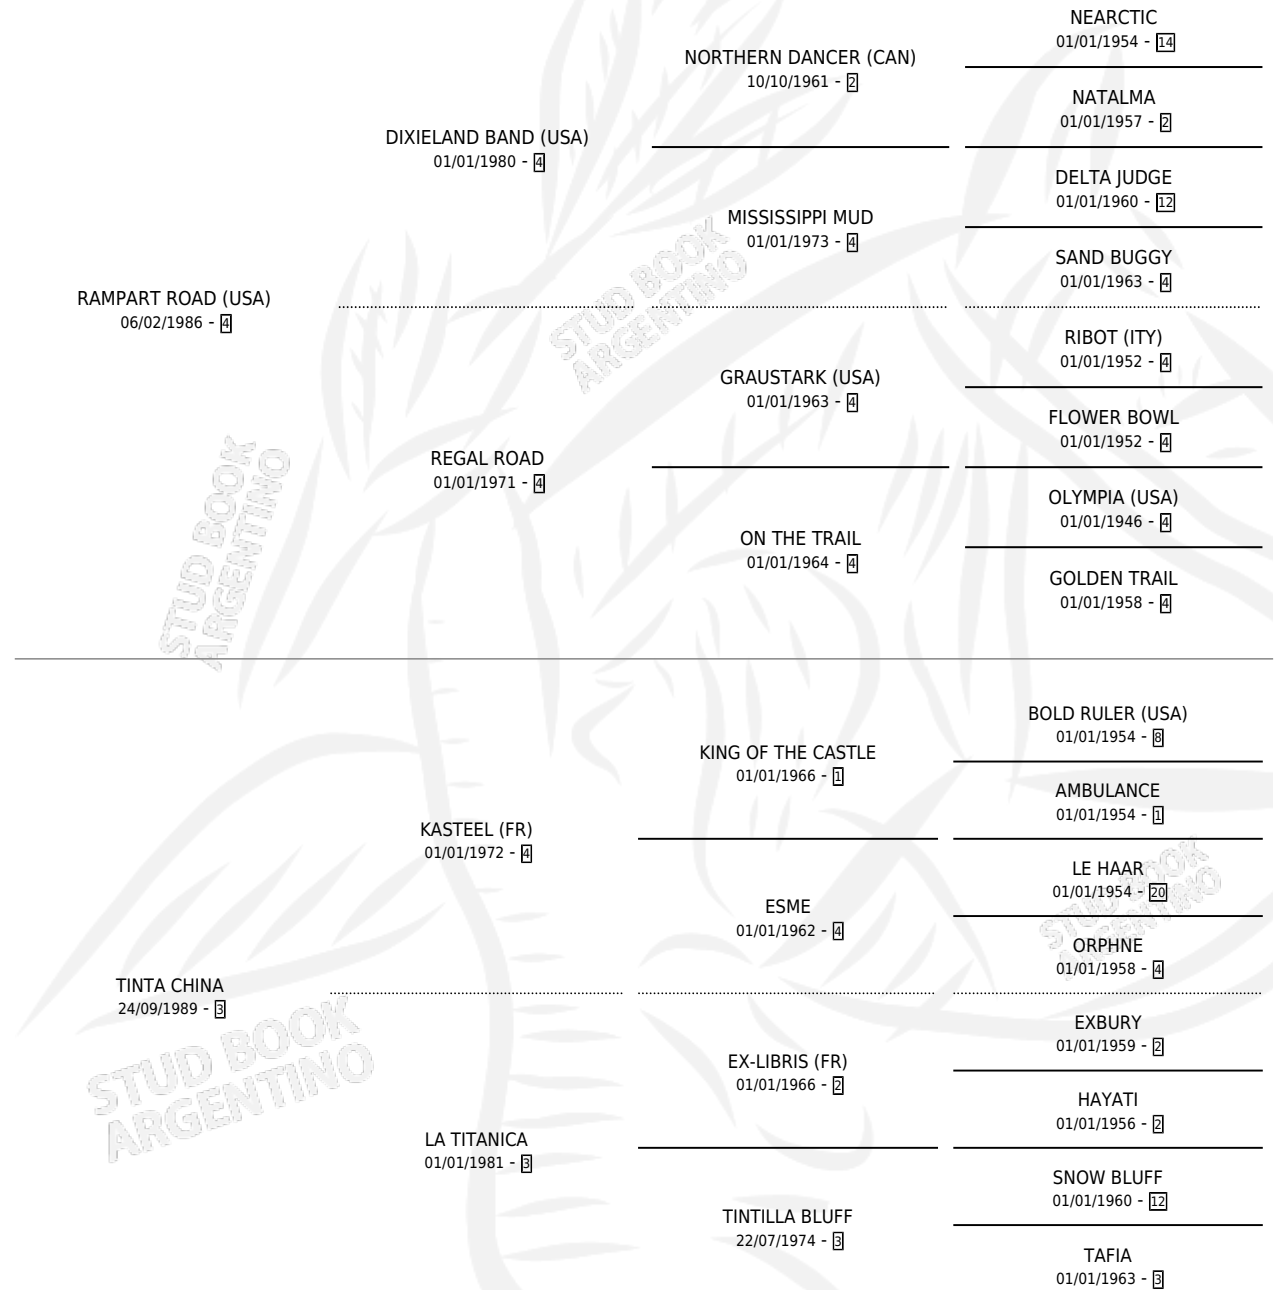 NEARCTIC
01/01/1954 - 14
NORTHERN DANCER (CAN)
10/10/1961 - 2
NATALMA
01/01/1957 - 2
DIXIELAND BAND (USA)
01/01/1980 - 4
DELTA JUDGE
01/01/1960 - 12
MISSISSIPPI MUD
01/01/1973 - 4
SAND BUGGY
01/01/1963 - 4
RAMPART ROAD (USA)
06/02/1986 - 4
RIBOT (ITY)
01/01/1952 - 4
GRAUSTARK (USA)
01/01/1963 - 4
FLOWER BOWL
01/01/1952 - 4
REGAL ROAD
01/01/1971 - 4
OLYMPIA (USA)
01/01/1946 - 4
ON THE TRAIL
01/01/1964 - 4
GOLDEN TRAIL
01/01/1958 - 4
BOLD RULER (USA)
01/01/1954 - 8
KING OF THE CASTLE
01/01/1966 - 1
AMBULANCE
01/01/1954 - 1
KASTEEL (FR)
01/01/1972 - 4
LE HAAR
01/01/1954 - 20
ESME
01/01/1962 - 4
ORPHNE
01/01/1958 - 4
TINTA CHINA
24/09/1989 - 3
EXBURY
01/01/1959 - 2
EX-LIBRIS (FR)
01/01/1966 - 2
HAYATI
01/01/1956 - 2
LA TITANICA
01/01/1981 - 3
SNOW BLUFF
01/01/1960 - 12
TINTILLA BLUFF
22/07/1974 - 3
TAFIA
01/01/1963 - 3
STUD BOOK
ARGENTINO
STUD BOOK
ARGENTINO
STUD BOOK
ARGENTINO
STUD BOOK
ARGENTINO